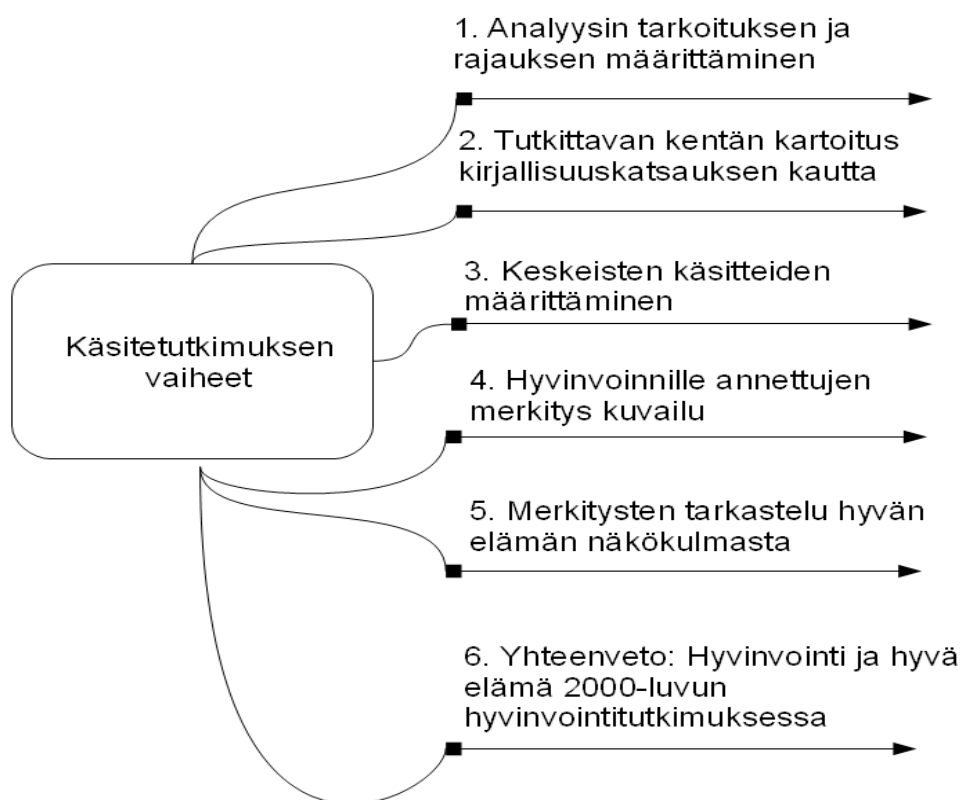 1. Analyysin tarkoituksen ja
rajauksen määrittäminen
2. Tutkittavan kentän kartoitus
kirjallisuuskatsauksen kautta
3. Keskeisten käsitteiden
määrittäminen
Käsitetutkimuksen
vaiheet
4. Hyvinvoinnille annettujen
merkitys kuvailu
5. Merkitysten tarkastelu hyvän
elämän näkökulmasta
6. Yhteenveto: Hyvinvointi ja hyvä
elämä 2000-luvun
hyvinvointitutkimuksessa